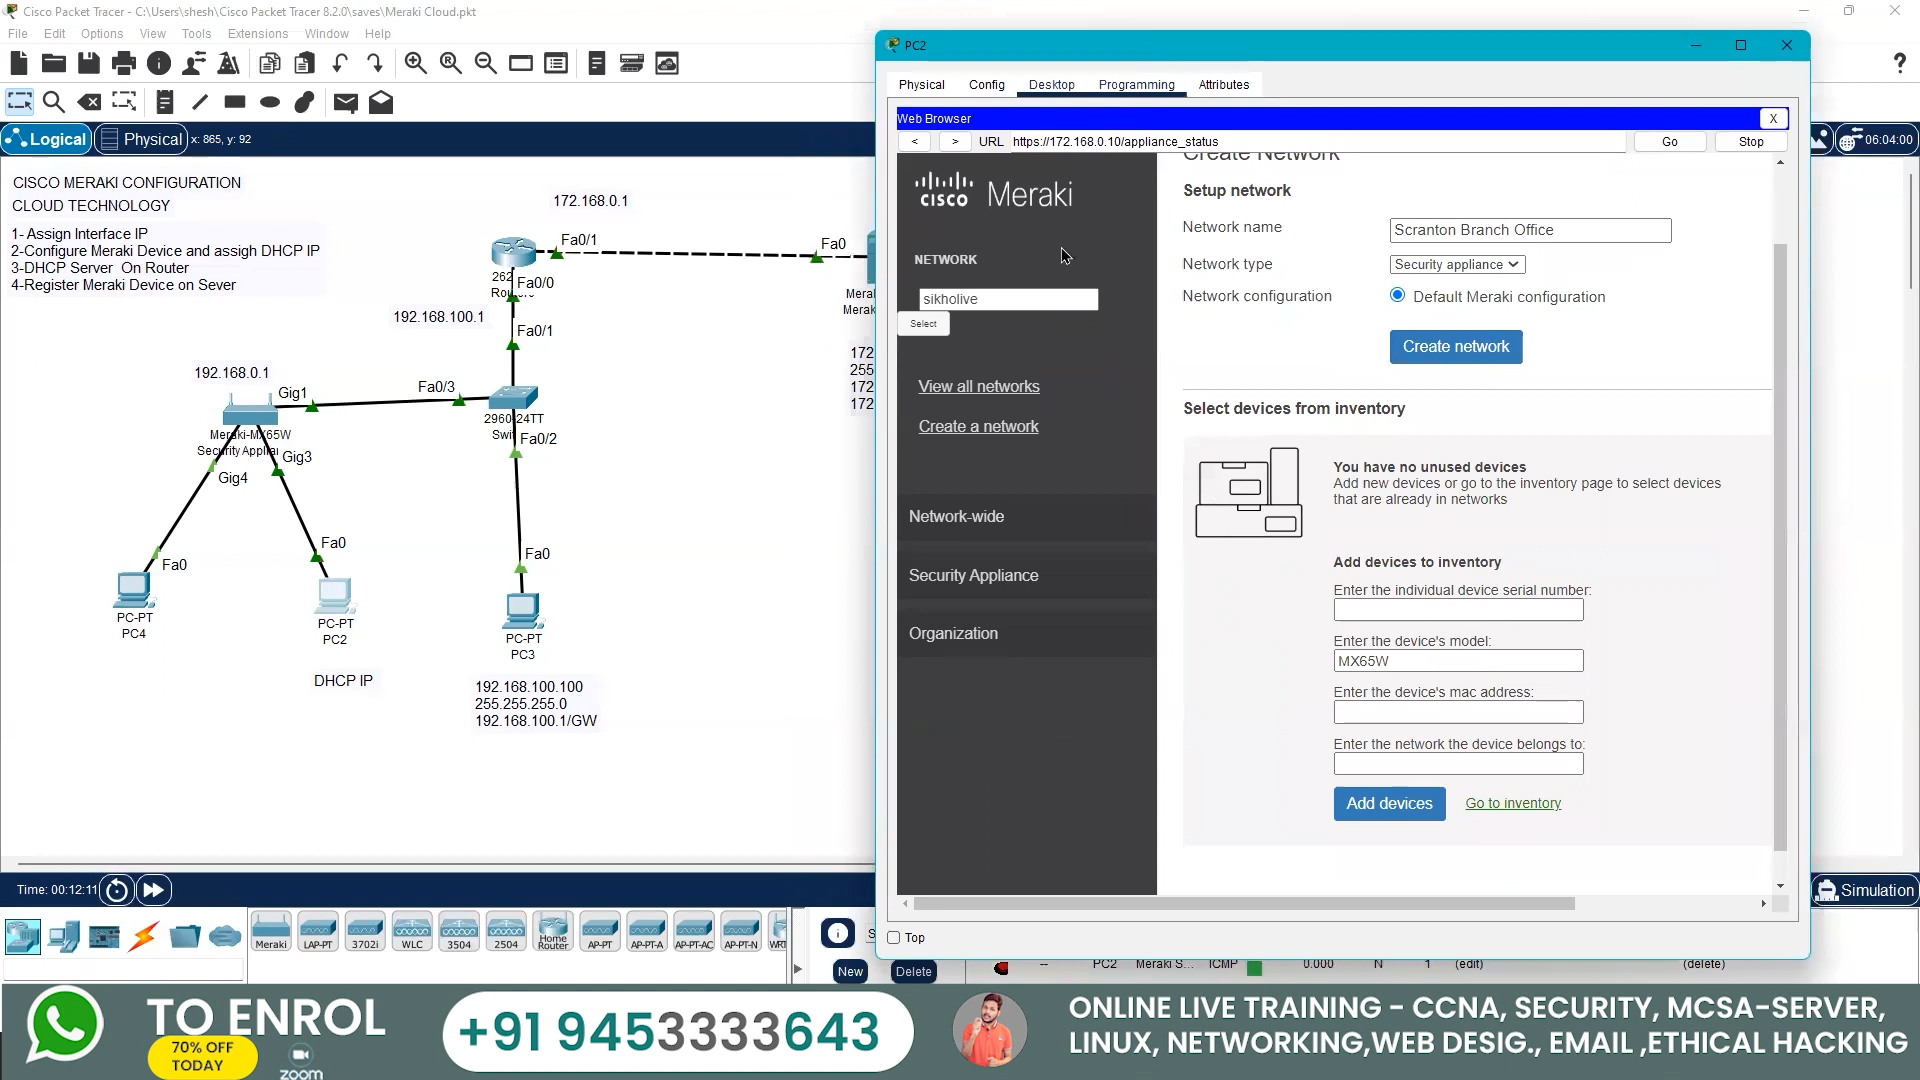 Cisco Packet Tracer - C:\Users\shesh\Cisco Packet Tracer 8.2.0\saves\Meraki Cloud.pkt
File Edit Options View Tools Extensions Window Help
Logical Physical x: 865, y: 92
06:04:00
CISCO MERAKI CONFIGURATION
CLOUD TECHNOLOGY
1- Assign Interface IP
2-Configure Meraki Device and assigh DHCP IP
3-DHCP Server On Router
4-Register Meraki Device on Sever
172.168.0.1
Fa0/1
Fa0
Fa0/0
192.168.100.1
Fa0/1
192.168.0.1
Gig1
Fa0/3
2960-24TT
Fa0/2
Meraki-MX65W
Gig3
Gig4
Fa0
Fa0
Fa0
PC-PT
PC4
PC-PT
PC2
PC-PT
PC3
DHCP IP
192.168.100.100
255.255.255.0
192.168.100.1/GW
172
255
172
172
PC2
Physical Config Desktop Programming Attributes
Web Browser
X
< > URL https://172.168.0.10/appliance_status Go Stop
CISCO Meraki
NETWORK
sikholive
Select
View all networks
Create a network
Network-wide
Security Appliance
Organization
Create Network
Setup network
Network name Scranton Branch Office
Network type Security appliance
Network configuration Default Meraki configuration
Create network
Select devices from inventory
You have no unused devices
Add new devices or go to the inventory page to select devices
that are already in networks
Add devices to inventory
Enter the individual device serial number:
Enter the device's model:
MX65W
Enter the device's mac address:
Enter the network the device belongs to:
Add devices Go to inventory
Top
Time: 00:12:11
Simulation
Meraki LAP-PT 3702i WLC 3504 2504 Home Router AP-PT AP-PT-A AP-PT-AC AP-PT-N
New Delete
-- PC2 Meraki S... ICMP 0.000 N 1 (edit) (delete)
TO ENROL
70% OFF
TODAY
zoom
+91 9453333643
ONLINE LIVE TRAINING - CCNA, SECURITY, MCSA-SERVER,
LINUX, NETWORKING,WEB DESIG., EMAIL ,ETHICAL HACKING